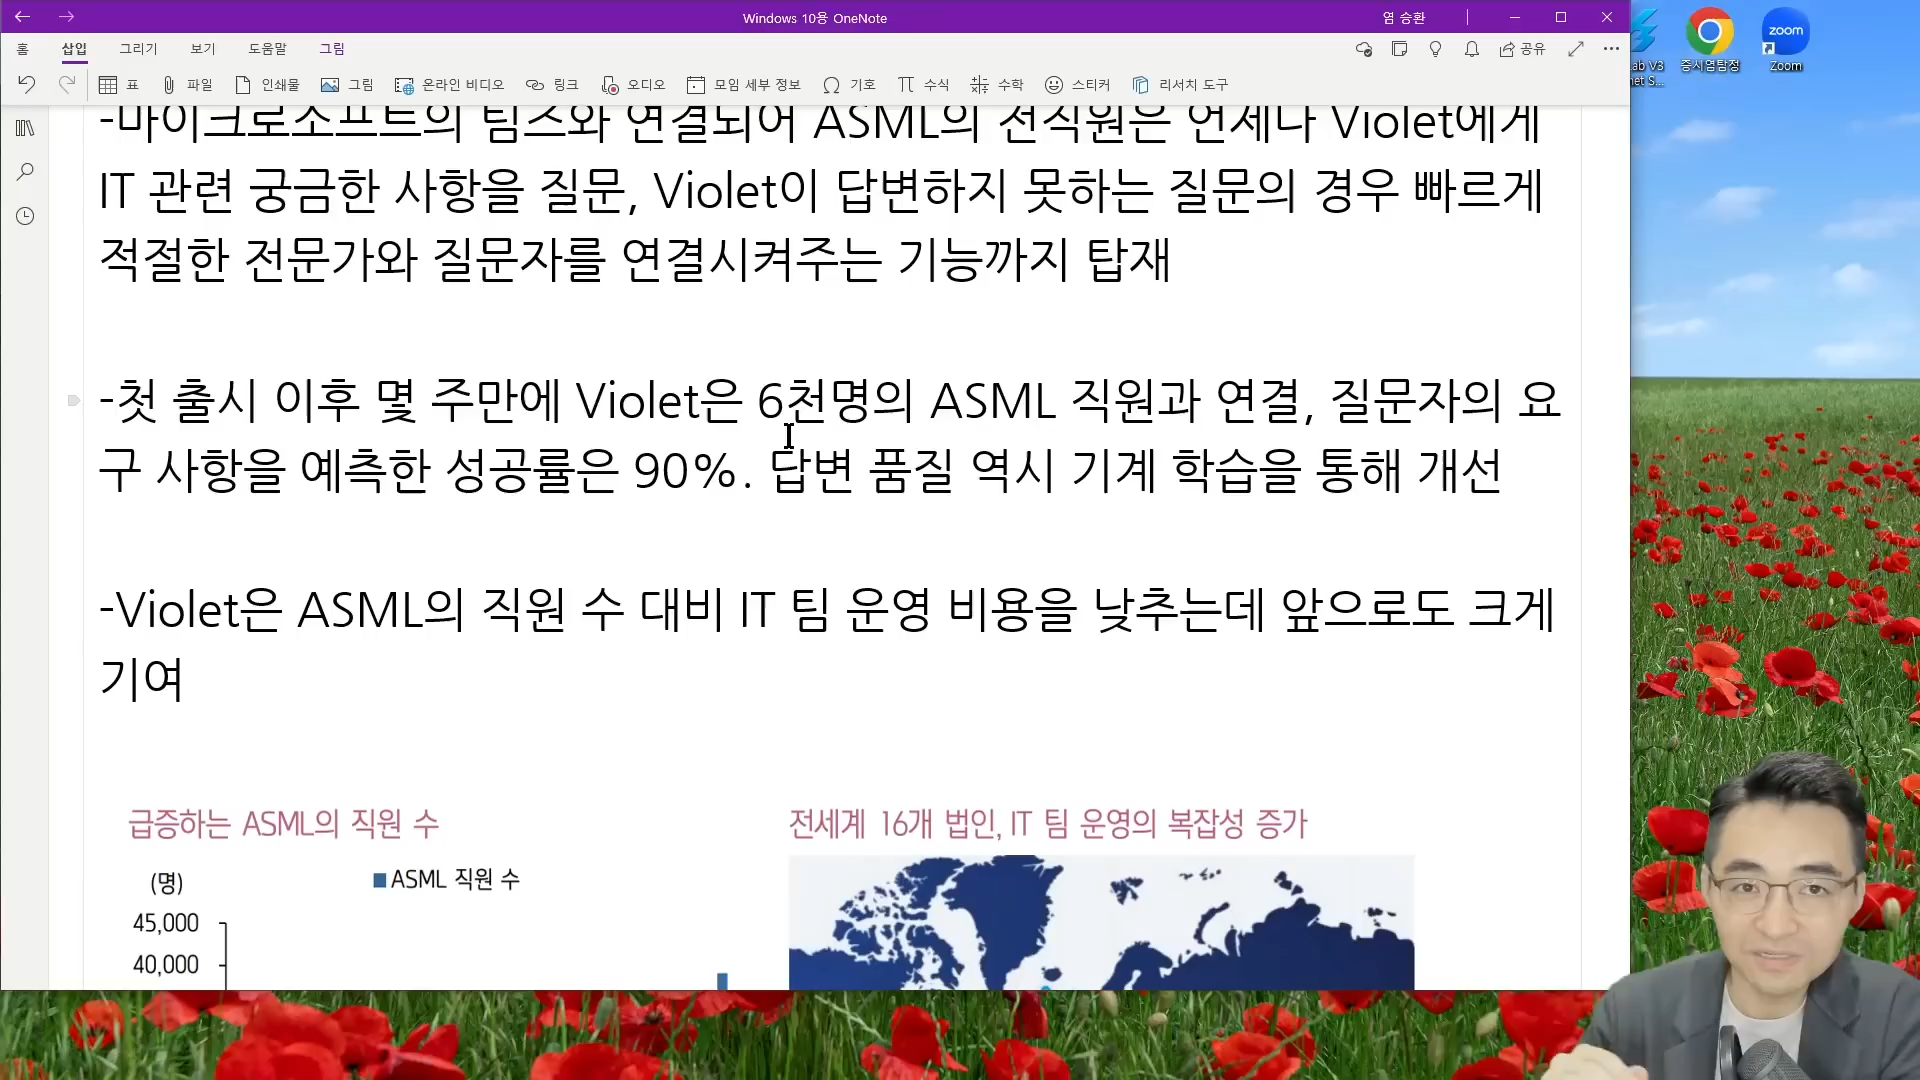 Windows 10용 OneNote
염 승환
홈 삽입 그리기 보기 도움말 그림
공유
표 파일 인쇄물 그림 온라인 비디오 링크 오디오 모임 세부 정보 기호 수식 수학 스티커 리서치 도구
ab V3
net S...
증시염탐정
zoom
Zoom
-마이크로소프트의 팀즈와 연결되어 ASML의 전직원은 언제나 Violet에게
IT 관련 궁금한 사항을 질문, Violet이 답변하지 못하는 질문의 경우 빠르게
적절한 전문가와 질문자를 연결시켜주는 기능까지 탑재
-첫 출시 이후 몇 주만에 Violet은 6천명의 ASML 직원과 연결, 질문자의 요
구 사항을 예측한 성공률은 90%. 답변 품질 역시 기계 학습을 통해 개선
-Violet은 ASML의 직원 수 대비 IT 팀 운영 비용을 낮추는데 앞으로도 크게
기여
급증하는 ASML의 직원 수
전세계 16개 법인, IT 팀 운영의 복잡성 증가
(명)
ASML 직원 수
45,000
40,000